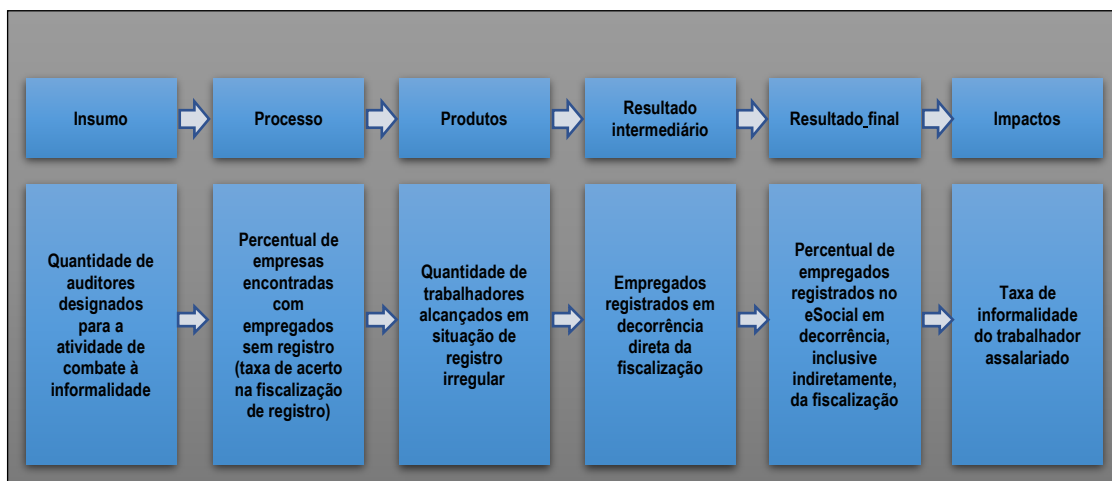 Insumo
Processo
Produtos
Resultado
intermediário
Resultado_final
Impactos
Quantidade de
auditores
designados
para a
atividade de
combate à
informalidade
Percentual de
empresas
encontradas
com
empregados
sem registro
(taxa de acerto
na fiscalização
de registro)
Quantidade de
trabalhadores
alcançados em
situação de
registro
irregular
Empregados
registrados em
decorrência
direta da
fiscalização
Percentual de
empregados
registrados no
eSocial em
decorrência,
inclusive
indiretamente,
da fiscalização
Taxa de
informalidade
do trabalhador
assalariado